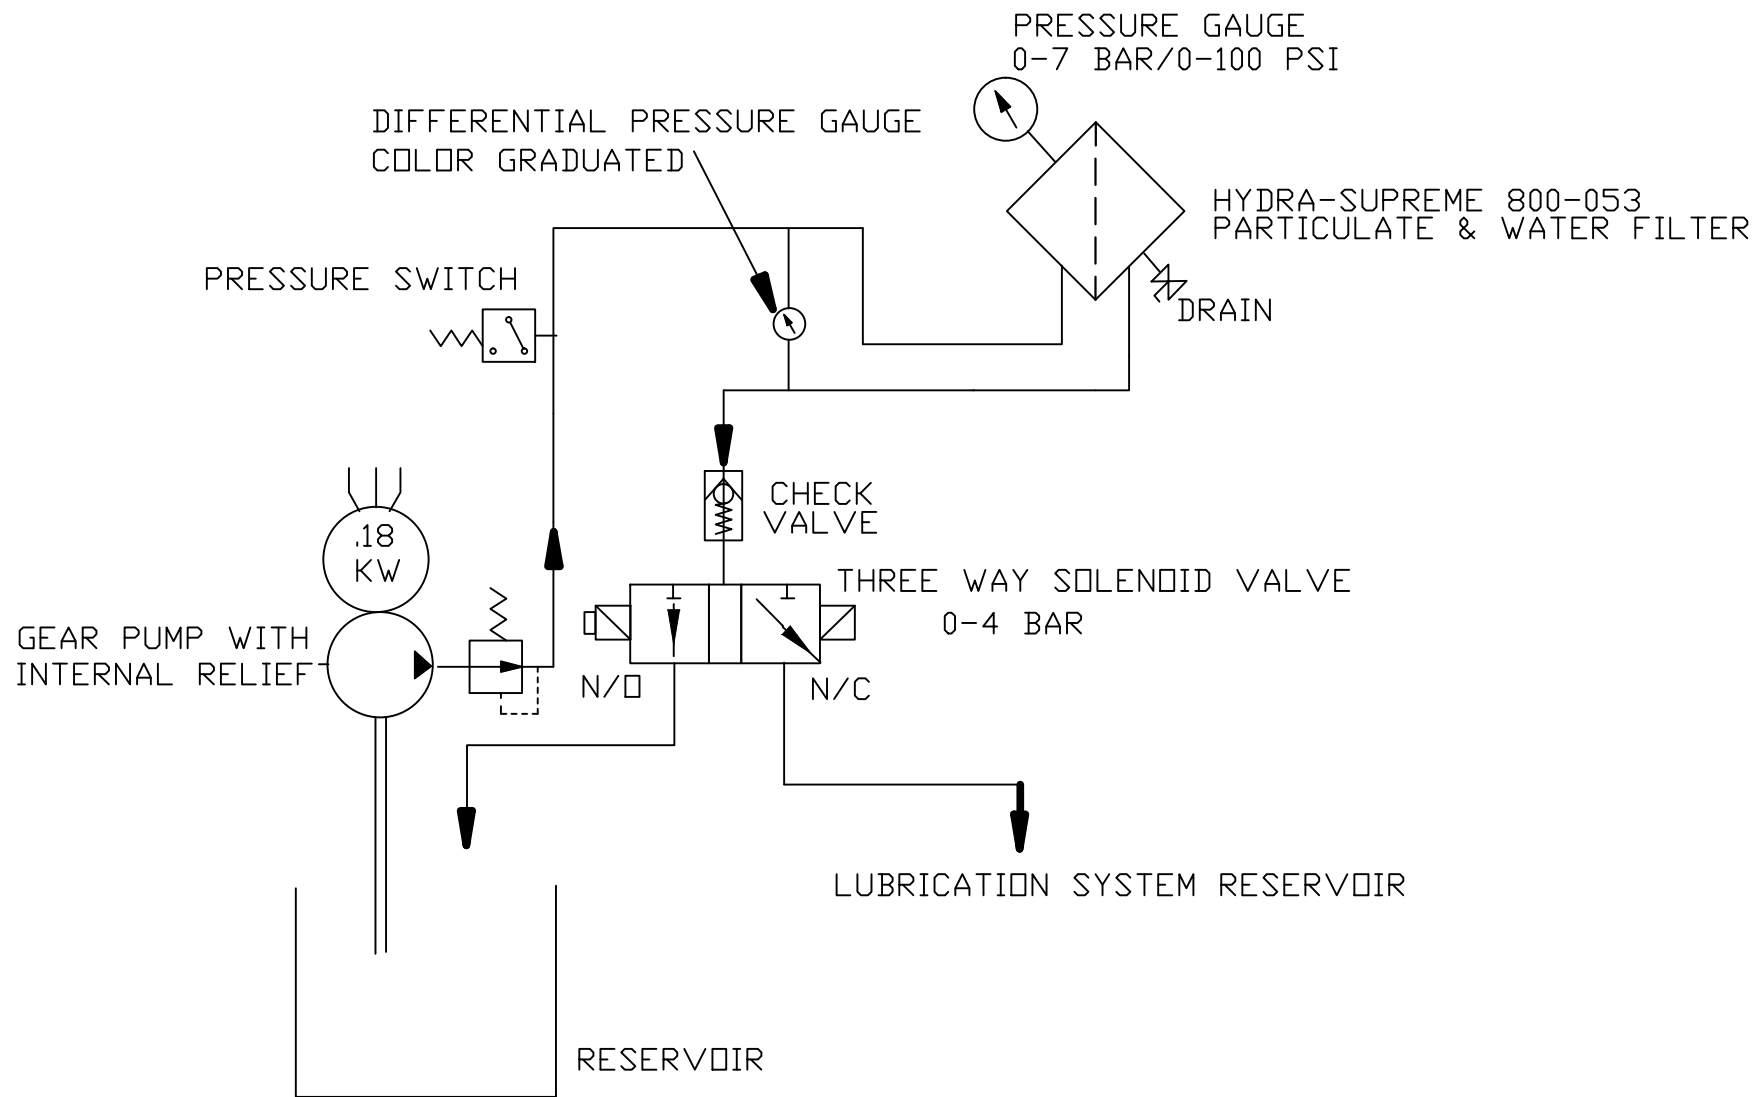 PRESSURE GAUGE
0-7 BAR/0-100 PSI
DIFFERENTIAL PRESSURE GAUGE
COLOR GRADUATED
HYDRA-SUPREME 800-053
PARTICULATE & WATER FILTER
PRESSURE SWITCH
DRAIN
CHECK
VALVE
.18
KW
THREE WAY SOLENOID VALVE
0-4 BAR
GEAR PUMP WITH
INTERNAL RELIEF
N/O
N/C
LUBRICATION SYSTEM RESERVOIR
RESERVOIR